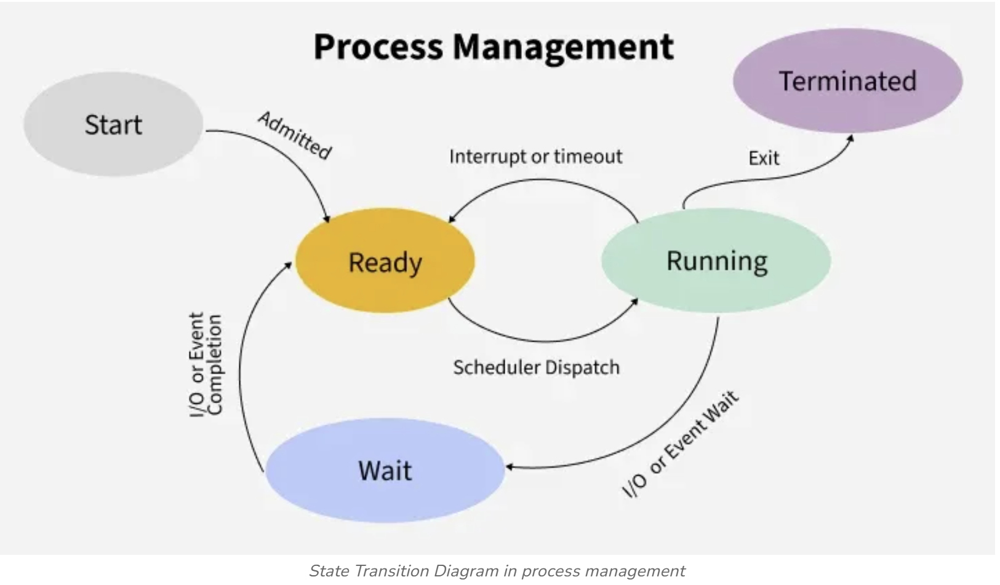 Process Management
Terminated
Start
Admitted
Interrupt or timeout
Exit
Ready
Running
I/O or Event
Completion
Scheduler Dispatch
I/O or Event Wait
Wait
State Transition Diagram in process management